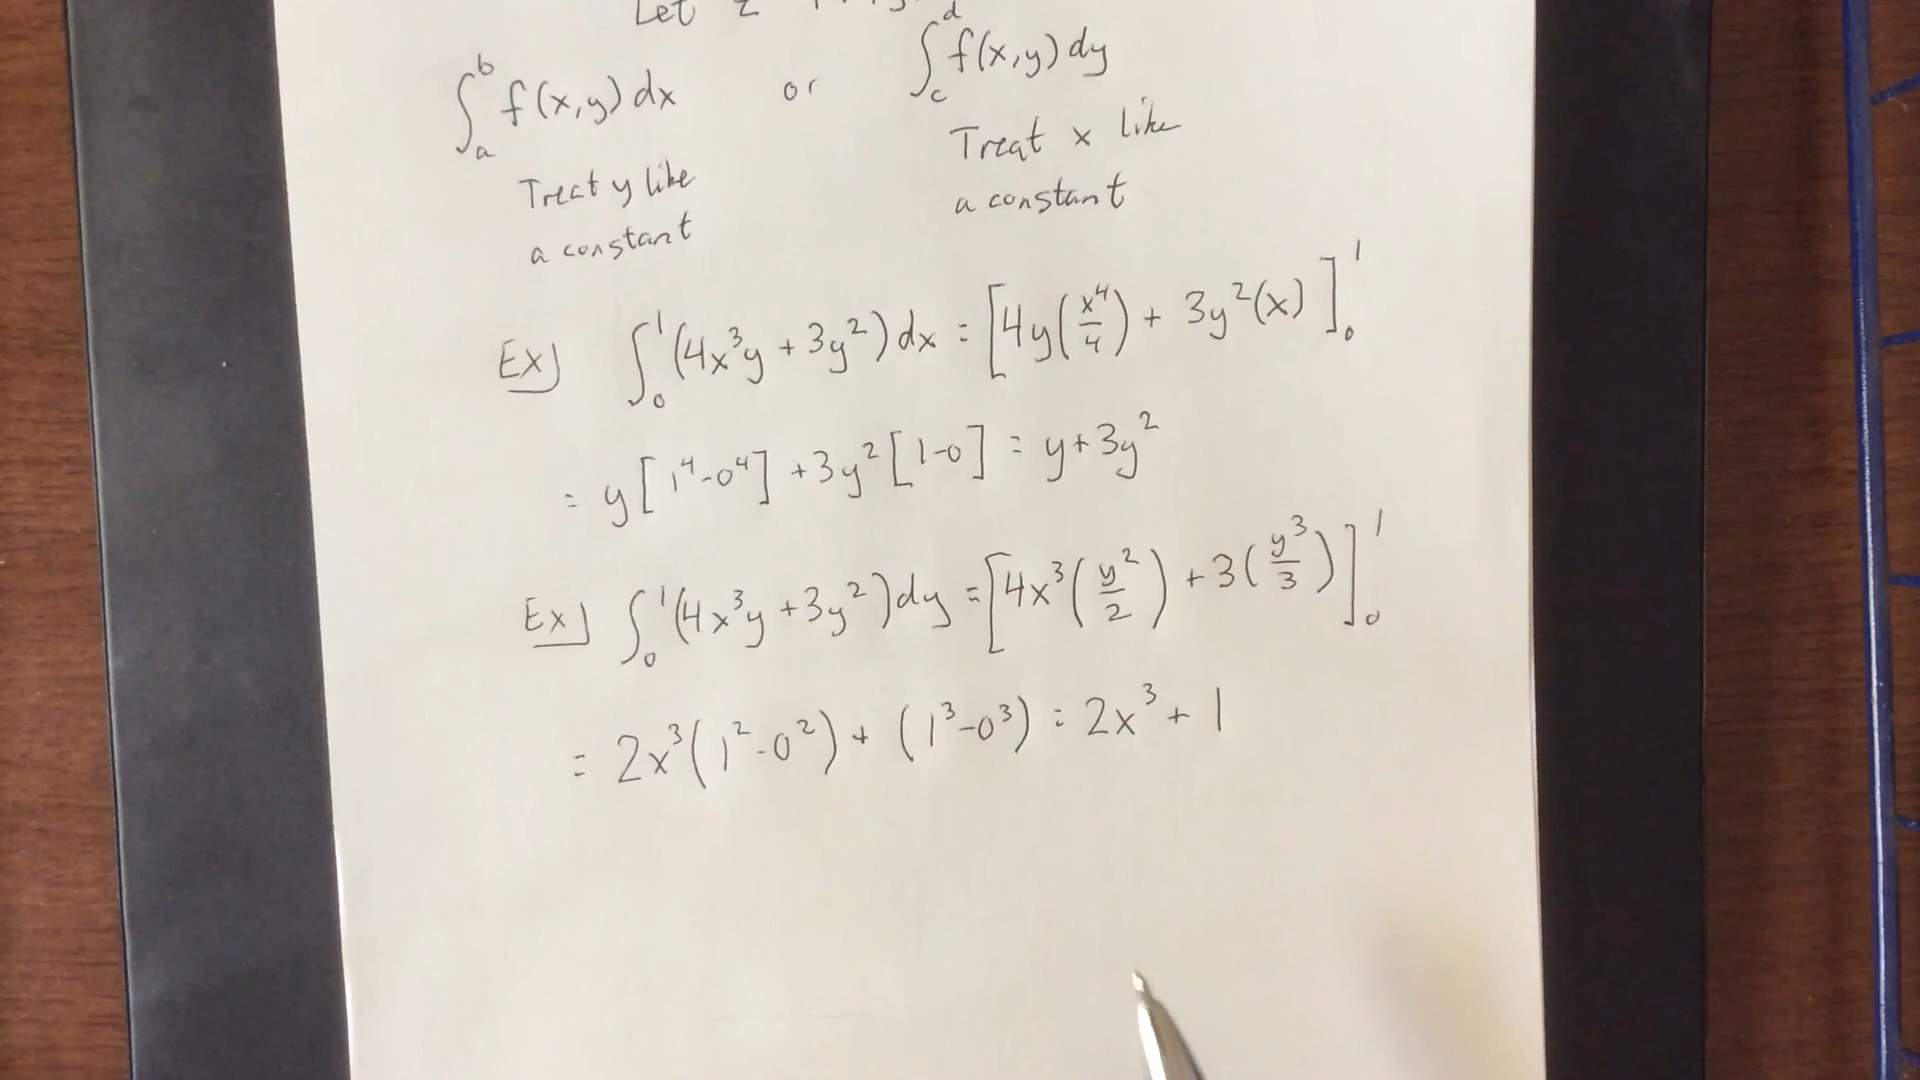 Let z
∫_a^b f(x,y) dx or ∫_c^d f(x,y) dy
Treat y like
a constant
Treat x like
a constant
Ex) ∫_0^1 (4x³y + 3y²) dx = [4y(x⁴/4) + 3y²(x)]_0^1
= y[1⁴-0⁴] + 3y²[1-0] = y + 3y²
Ex) ∫_0^1 (4x³y + 3y²) dy = [4x³(y²/2) + 3(y³/3)]_0^1
= 2x³(1²-0²) + (1³-0³) = 2x³ + 1